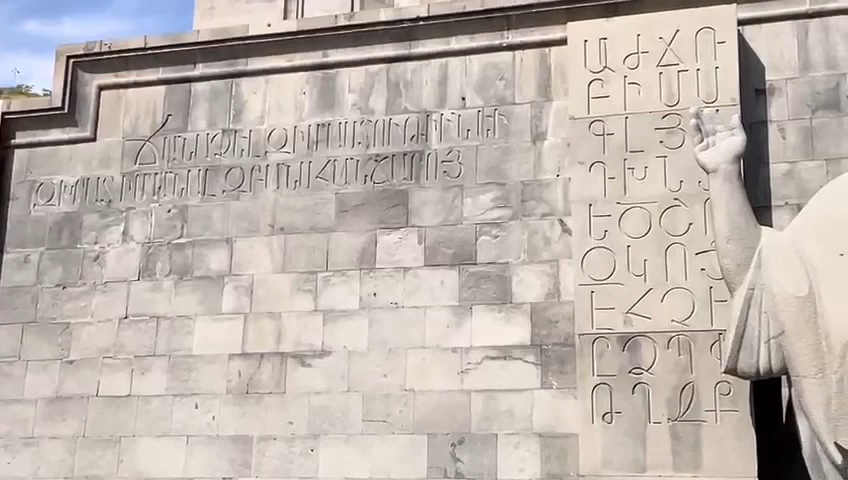 ՃԱՆԱՉԵԼ ԶԻՄԱՍՏՈՒԹԻՒՆ ԵՒ
ԶԽՐԱՏ ԻՄԱՆԱԼ ԶԲԱՆՍ ՀԱՆՃԱՐՈՅ
Ա Ժ Ճ Ռ
Բ Ի Մ Ս
Գ Լ Յ
Դ Խ Ն
Ե Ծ Շ Ր
Զ Կ Ո Ց
Է Հ Չ Ւ
Ը Ձ Պ Փ
Թ Ղ Ջ Ք